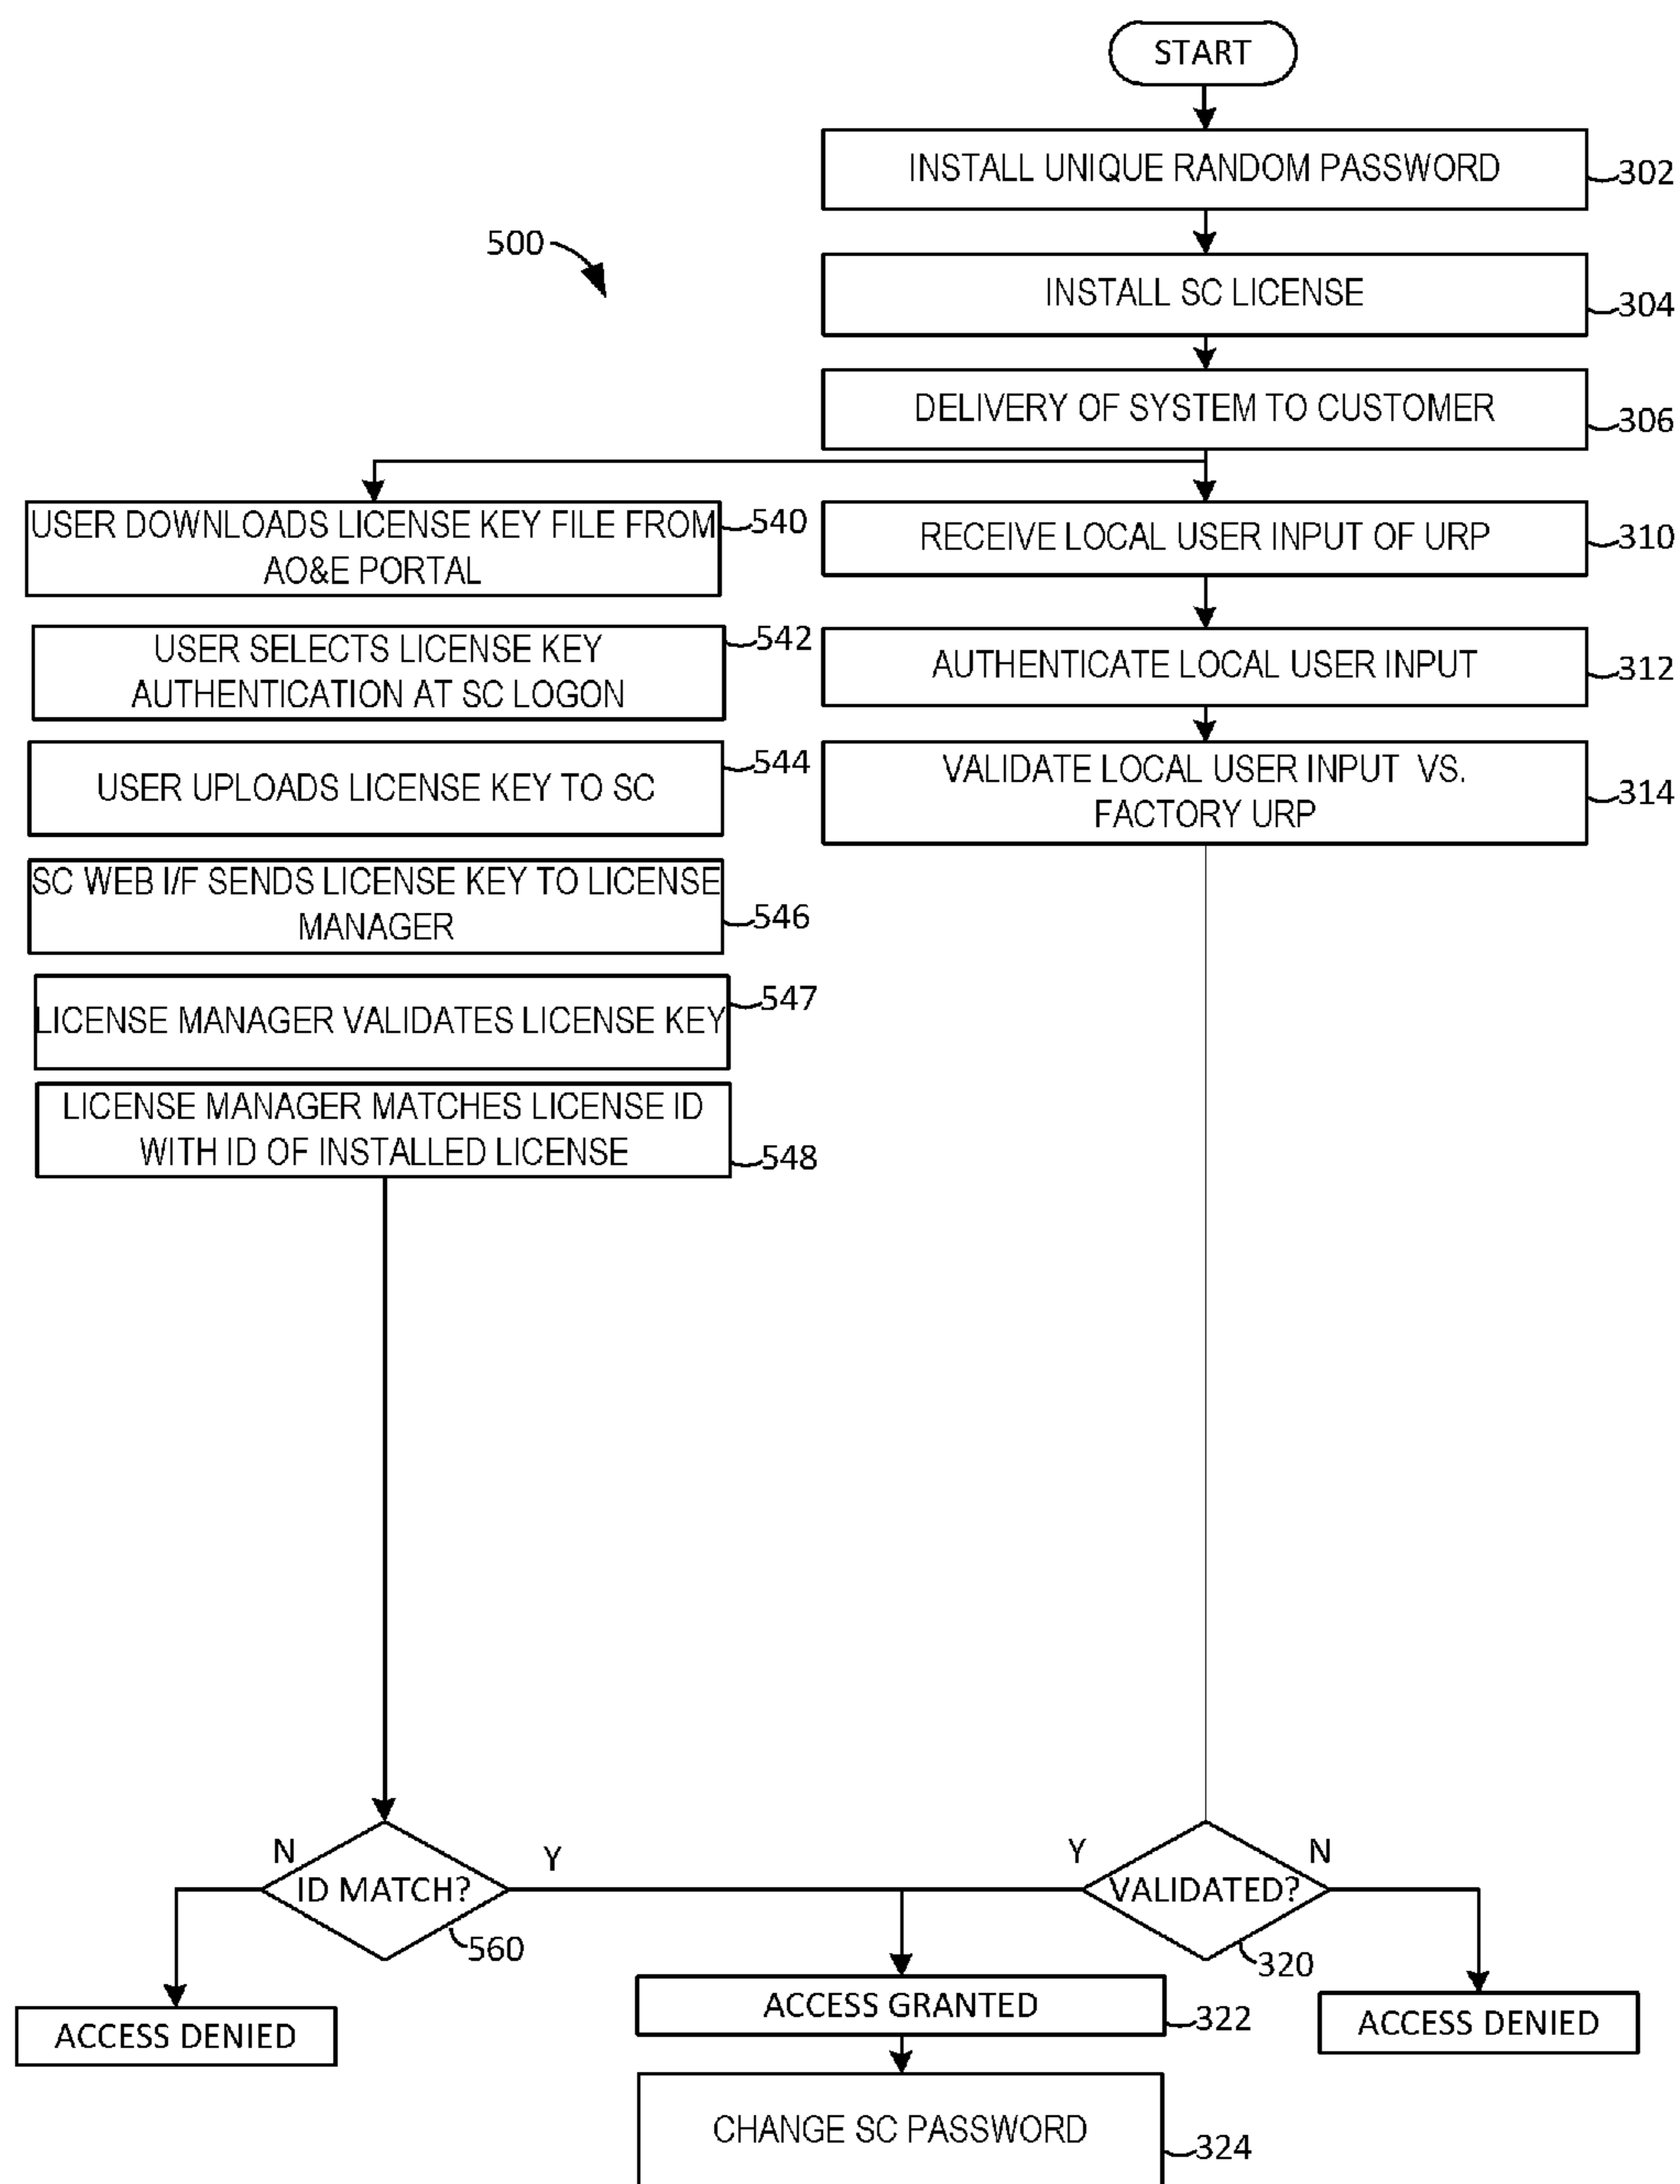 START
INSTALL UNIQUE RANDOM PASSWORD
302
500
INSTALL SC LICENSE
304
DELIVERY OF SYSTEM TO CUSTOMER
306
USER DOWNLOADS LICENSE KEY FILE FROM
AO&E PORTAL
540
RECEIVE LOCAL USER INPUT OF URP
310
USER SELECTS LICENSE KEY
AUTHENTICATION AT SC LOGON
542
AUTHENTICATE LOCAL USER INPUT
312
USER UPLOADS LICENSE KEY TO SC
544
VALIDATE LOCAL USER INPUT VS.
FACTORY URP
314
SC WEB I/F SENDS LICENSE KEY TO LICENSE
MANAGER
546
LICENSE MANAGER VALIDATES LICENSE KEY
547
LICENSE MANAGER MATCHES LICENSE ID
WITH ID OF INSTALLED LICENSE
548
N
ID MATCH?
Y
560
Y
VALIDATED?
N
320
ACCESS DENIED
ACCESS GRANTED
322
ACCESS DENIED
CHANGE SC PASSWORD
324